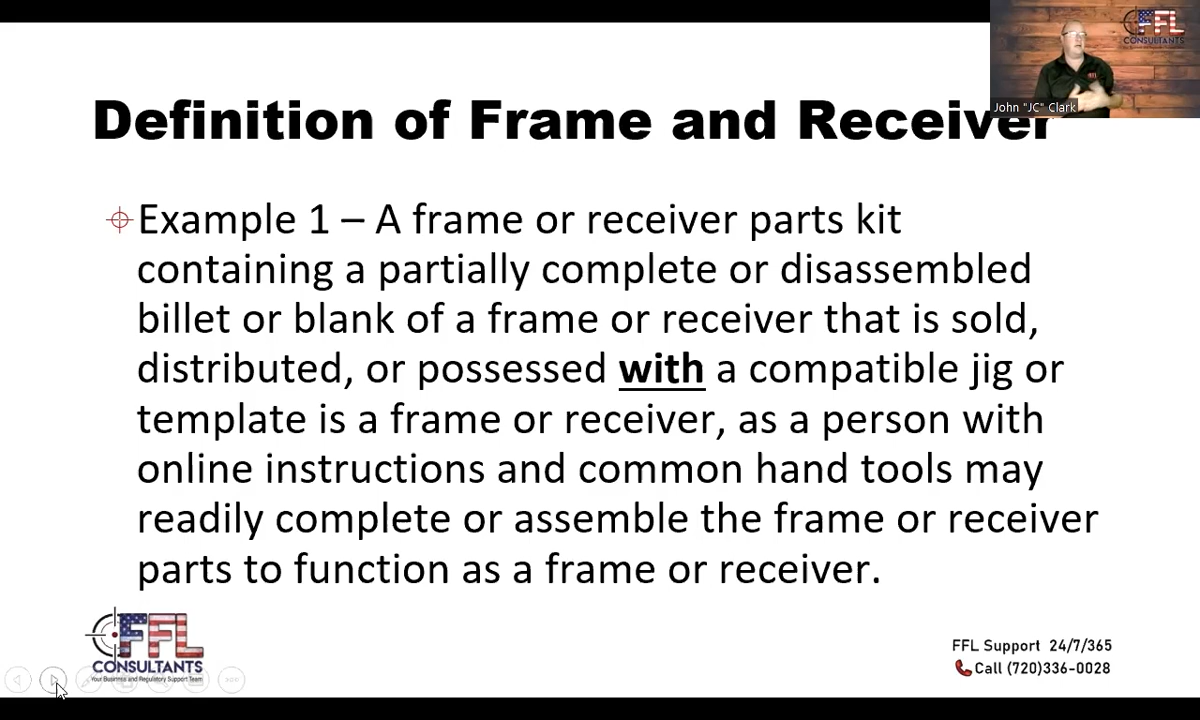 FFL
CONSULTANTS
John "JC" Clark
Definition of Frame and Receiver
Example 1 – A frame or receiver parts kit
containing a partially complete or disassembled
billet or blank of a frame or receiver that is sold,
distributed, or possessed with a compatible jig or
template is a frame or receiver, as a person with
online instructions and common hand tools may
readily complete or assemble the frame or receiver
parts to function as a frame or receiver.
FFL
CONSULTANTS
Your Business and Regulatory Support Team
FFL Support 24/7/365
Call (720)336-0028